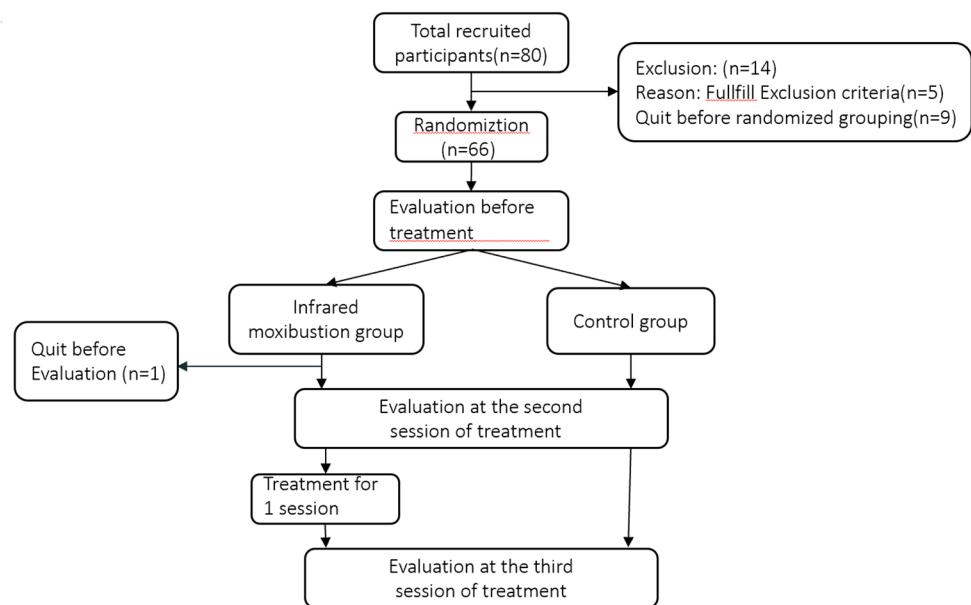 Total recruited
participants(n=80)
Exclusion: (n=14)
Reason: Fullfill Exclusion criteria(n=5)
Quit before randomized grouping(n=9)
Randomiztion
(n=66)
Evaluation before
treatment
Infrared
moxibustion group
Control group
Quit before
Evaluation (n=1)
Evaluation at the second
session of treatment
Treatment for
1 session
Evaluation at the third
session of treatment